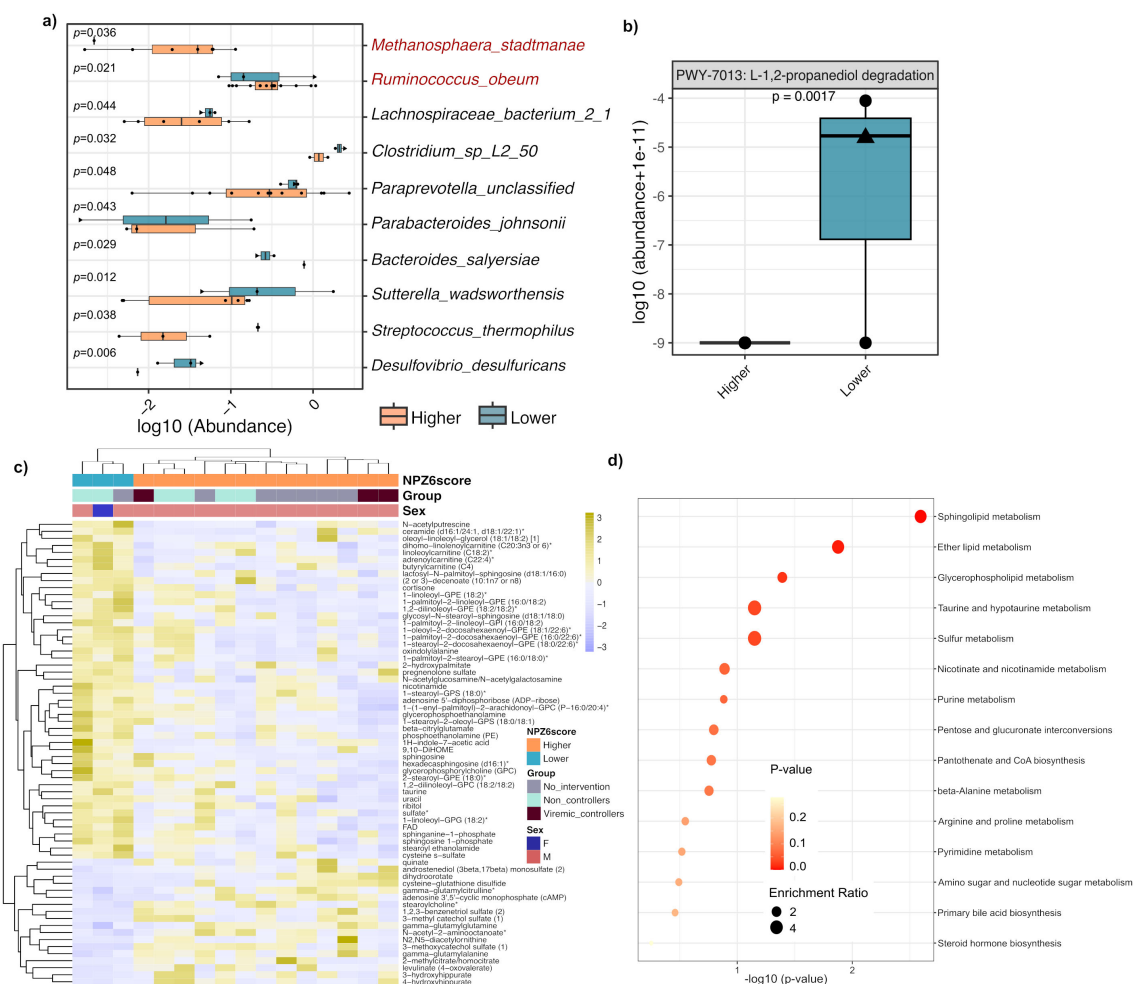 a)
p=0.036
Methanosphaera_stadtmanae
p=0.021
Ruminococcus_obeum
p=0.044
Lachnospiraceae_bacterium_2_1
p=0.032
Clostridium_sp_L2_50
p=0.048
Paraprevotella_unclassified
p=0.043
Parabacteroides_johnsonii
p=0.029
Bacteroides_salyersiae
p=0.012
Sutterella_wadsworthensis
p=0.038
Streptococcus_thermophilus
p=0.006
Desulfovibrio_desulfuricans
−2 −1 0
log10 (Abundance)
Higher Lower
b)
PWY-7013: L-1,2-propanediol degradation
p = 0.0017
log10 (abundance+1e-11)
-4
-5
-6
-7
-8
-9
Higher
Lower
c)
NPZ6score
Group
Sex
N−acetylputrescine
ceramide (d16:1/24:1, d18:1/22:1)*
oleoyl−linoleoyl−glycerol (18:1/18:2) [1]
dihomo−linolenoylcarnitine (C20:3n3 or 6)*
linoleoylcarnitine (C18:2)*
adrenoylcarnitine (C22:4)*
butyrylcarnitine (C4)
lactosyl−N−palmitoyl−sphingosine (d18:1/16:0)
(2 or 3)−decenoate (10:1n7 or n8)
cortisone
1−linoleoyl−GPE (18:2)*
1−palmitoyl−2−linoleoyl−GPE (16:0/18:2)
1,2−dilinoleoyl−GPE (18:2/18:2)*
glycosyl−N−stearoyl−sphingosine (d18:1/18:0)
1−palmitoyl−2−linoleoyl−GPI (16:0/18:2)
1−oleoyl−2−docosahexaenoyl−GPE (18:1/22:6)*
1−palmitoyl−2−docosahexaenoyl−GPE (16:0/22:6)*
1−stearoyl−2−docosahexaenoyl−GPE (18:0/22:6)*
oxindolylalanine
1−palmitoyl−2−stearoyl−GPE (16:0/18:0)*
2−hydroxypalmitate
pregnenolone sulfate
N−acetylglucosamine/N−acetylgalactosamine
nicotinamide
1−stearoyl−GPS (18:0)*
adenosine 5'−diphosphoribose (ADP−ribose)
1−(1−enyl−palmitoyl)−2−arachidonoyl−GPC (P−16:0/20:4)*
glycerophosphoethanolamine
1−stearoyl−2−oleoyl−GPS (18:0/18:1)
beta−citrylglutamate
phosphoethanolamine (PE)
1H−indole−7−acetic acid
9,10−DiHOME
sphingosine
hexadecasphingosine (d16:1)*
glycerophosphorylcholine (GPC)
2−stearoyl−GPE (18:0)*
1,2−dilinoleoyl−GPC (18:2/18:2)
taurine
uracil
ribitol
sulfate*
1−linoleoyl−GPG (18:2)*
FAD
sphinganine−1−phosphate
sphingosine 1−phosphate
stearoyl ethanolamide
cysteine s−sulfate
quinate
androstenediol (3beta,17beta) monosulfate (2)
dihydroorotate
cysteine−glutathione disulfide
gamma−glutamylcitrulline*
adenosine 3',5'−cyclic monophosphate (cAMP)
stearoylcholine*
1,2,3−benzenetriol sulfate (2)
3−methyl catechol sulfate (1)
gamma−glutamylglutamine
N−acetyl−2−aminooctanoate*
N2,N5−diacetylornithine
3−methoxycatechol sulfate (1)
gamma−glutamylalanine
2−methylcitrate/homocitrate
levulinate (4−oxovalerate)
3−hydroxyhippurate
4−hydroxyhippurate
3
2
1
0
−1
−2
−3
NPZ6score
Higher
Lower
Group
No_intervention
Non_controllers
Viremic_controllers
Sex
F
M
d)
Sphingolipid metabolism
Ether lipid metabolism
Glycerophospholipid metabolism
Taurine and hypotaurine metabolism
Sulfur metabolism
Nicotinate and nicotinamide metabolism
Purine metabolism
Pentose and glucuronate interconversions
Pantothenate and CoA biosynthesis
beta-Alanine metabolism
Arginine and proline metabolism
Pyrimidine metabolism
Amino sugar and nucleotide sugar metabolism
Primary bile acid biosynthesis
Steroid hormone biosynthesis
P-value
0.2
0.1
0.0
Enrichment Ratio
2
4
1 2
-log10 (p-value)